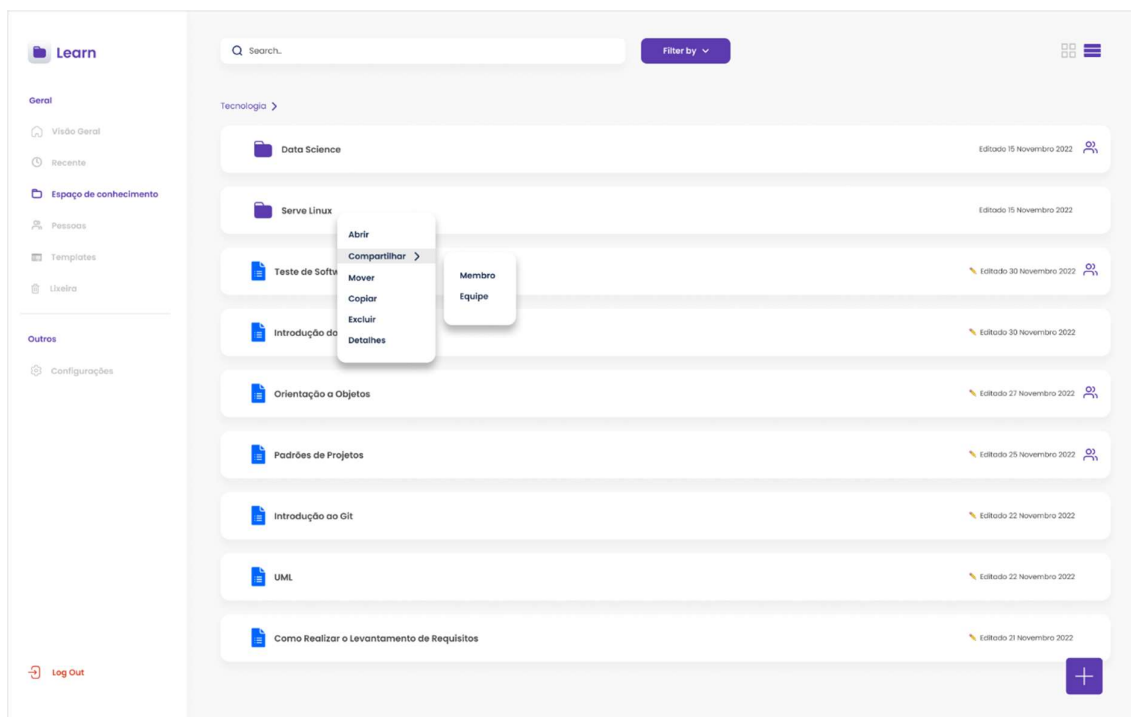 Learn
Geral
Visão Geral
Recente
Espaço de conhecimento
Pessoas
Templates
Lixeira
Outros
Configurações
Log Out
Search..
Filter by
Tecnologia
Data Science
Editado 15 Novembro 2022
Serve Linux
Editado 15 Novembro 2022
Abrir
Compartilhar
Mover
Copiar
Excluir
Detalhes
Membro
Equipe
Teste de Softw
Editado 30 Novembro 2022
Introdução
Editado 30 Novembro 2022
Orientação a Objetos
Editado 27 Novembro 2022
Padrões de Projetos
Editado 25 Novembro 2022
Introdução ao Git
Editado 22 Novembro 2022
UML
Editado 22 Novembro 2022
Como Realizar o Levantamento de Requisitos
Editado 21 Novembro 2022